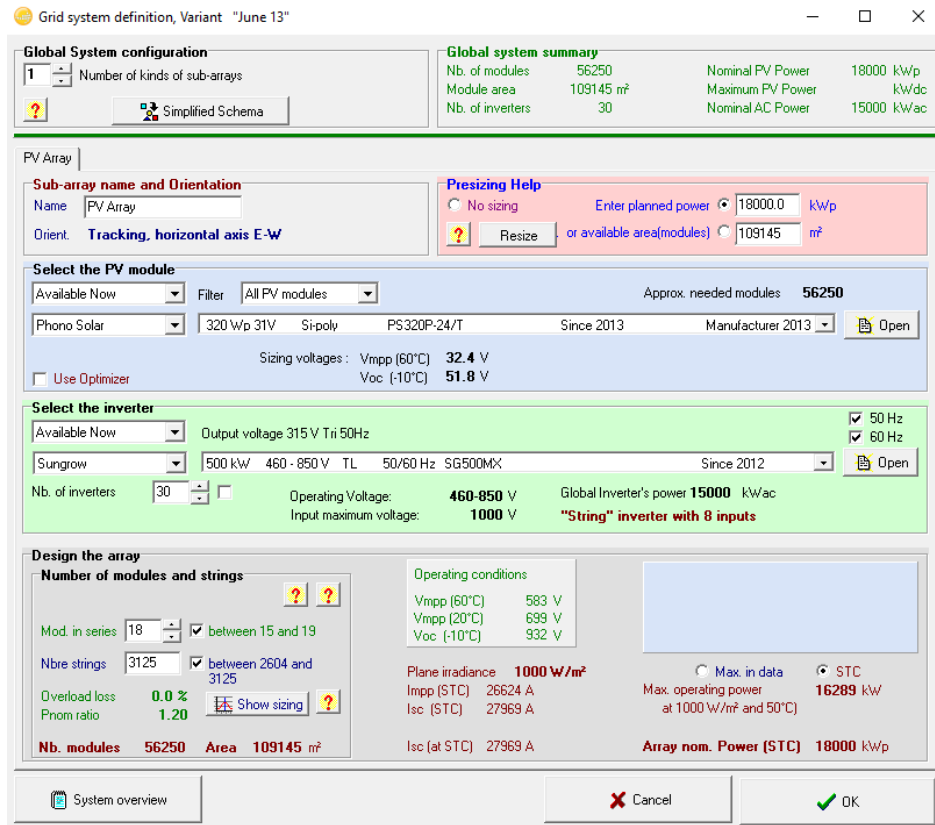 Grid system definition, Variant "June 13"
Global System configuration
1 Number of kinds of sub-arrays
? Simplified Schema
Global system summary
Nb. of modules 56250 Nominal PV Power 18000 kWp
Module area 109145 m² Maximum PV Power kWdc
Nb. of inverters 30 Nominal AC Power 15000 kWac
PV Array
Sub-array name and Orientation
Name PV Array
Orient. Tracking, horizontal axis E-W
Presizing Help
No sizing Enter planned power 18000.0 kWp
? Resize . or available area(modules) 109145 m²
Select the PV module
Available Now Filter All PV modules Approx. needed modules 56250
Phono Solar 320 Wp 31V Si-poly PS320P-24/T Since 2013 Manufacturer 2013 Open
Sizing voltages : Vmpp (60°C) 32.4 V
Use Optimizer Voc (-10°C) 51.8 V
Select the inverter
Available Now Output voltage 315 V Tri 50Hz 50 Hz
60 Hz
Sungrow 500 kW 460 - 850 V TL 50/60 Hz SG500MX Since 2012 Open
Nb. of inverters 30 Operating Voltage: 460-850 V Global Inverter's power 15000 kWac
Input maximum voltage: 1000 V "String" inverter with 8 inputs
Design the array
Number of modules and strings
? ?
Mod. in series 18 between 15 and 19
Nbre strings 3125 between 2604 and
3125
Overload loss 0.0 %
Pnom ratio 1.20 Show sizing ?
Nb. modules 56250 Area 109145 m²
Operating conditions
Vmpp (60°C) 583 V
Vmpp (20°C) 699 V
Voc (-10°C) 932 V
Plane irradiance 1000 W/m²
Impp (STC) 26624 A
Isc (STC) 27969 A
Isc (at STC) 27969 A
Max. in data STC
Max. operating power 16289 kW
at 1000 W/m² and 50°C)
Array nom. Power (STC) 18000 kWp
System overview Cancel OK